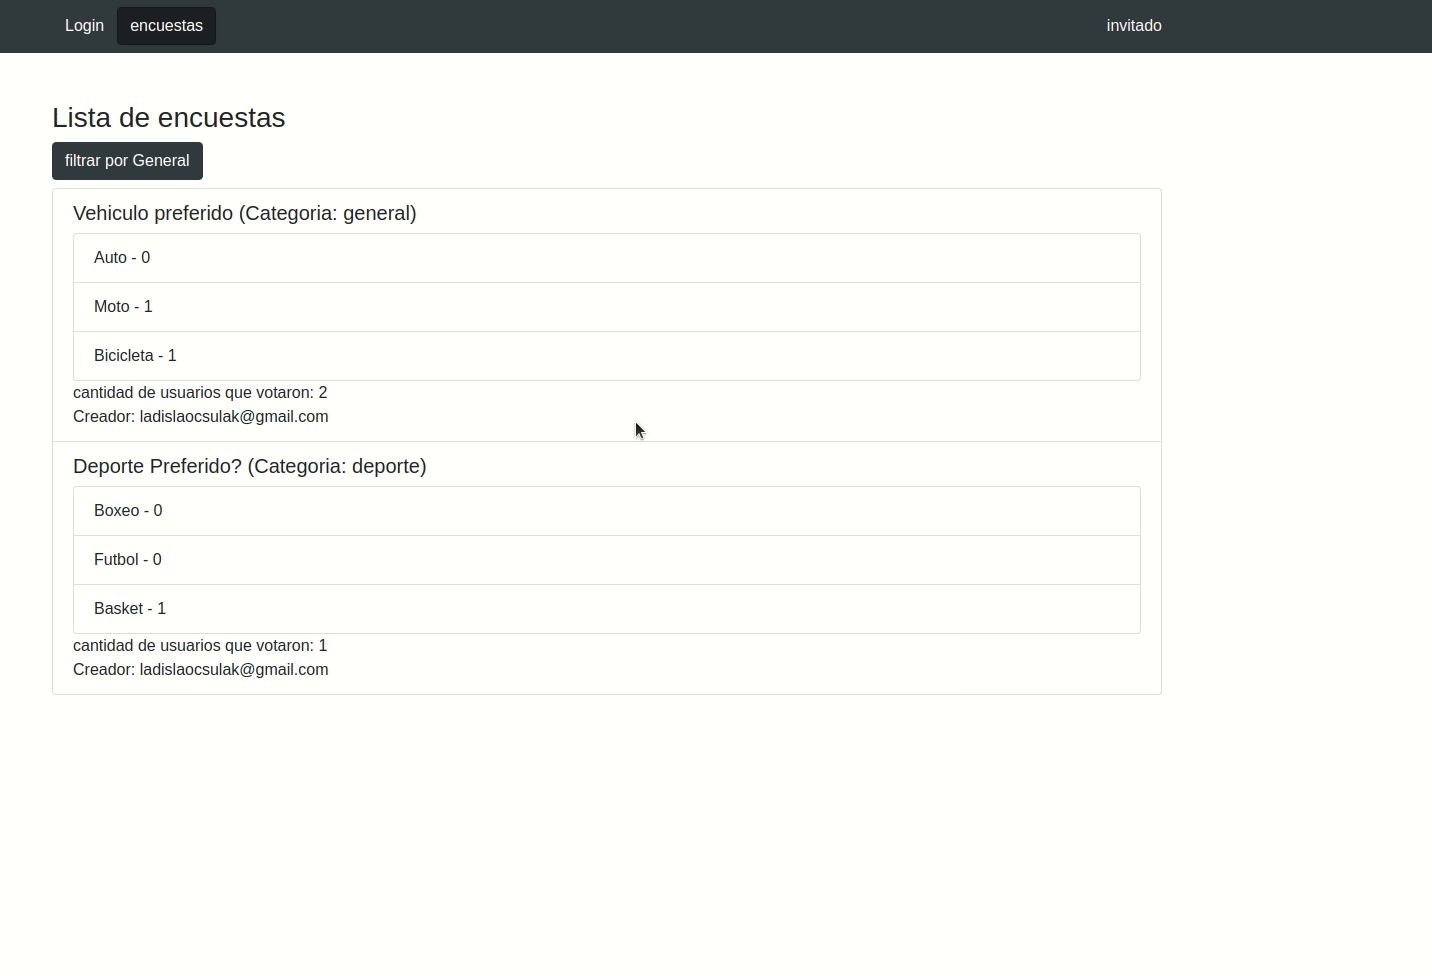 Login encuestas invitado
Lista de encuestas
filtrar por General
Vehiculo preferido (Categoria: general)
Auto - 0
Moto - 1
Bicicleta - 1
cantidad de usuarios que votaron: 2
Creador: ladislaocsulak@gmail.com
Deporte Preferido? (Categoria: deporte)
Boxeo - 0
Futbol - 0
Basket - 1
cantidad de usuarios que votaron: 1
Creador: ladislaocsulak@gmail.com